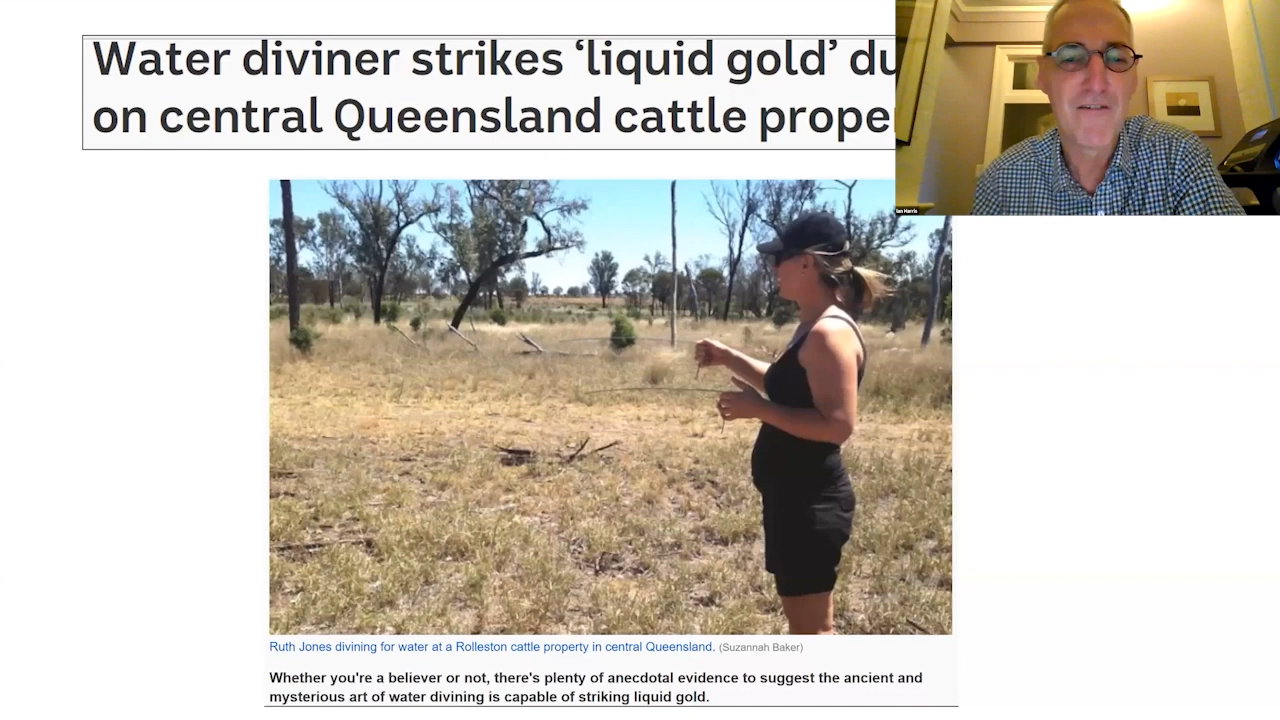 Water diviner strikes ‘liquid gold’ du
on central Queensland cattle prope
Ian Harris
Ruth Jones divining for water at a Rolleston cattle property in central Queensland. (Suzannah Baker)
Whether you're a believer or not, there's plenty of anecdotal evidence to suggest the ancient and
mysterious art of water divining is capable of striking liquid gold.